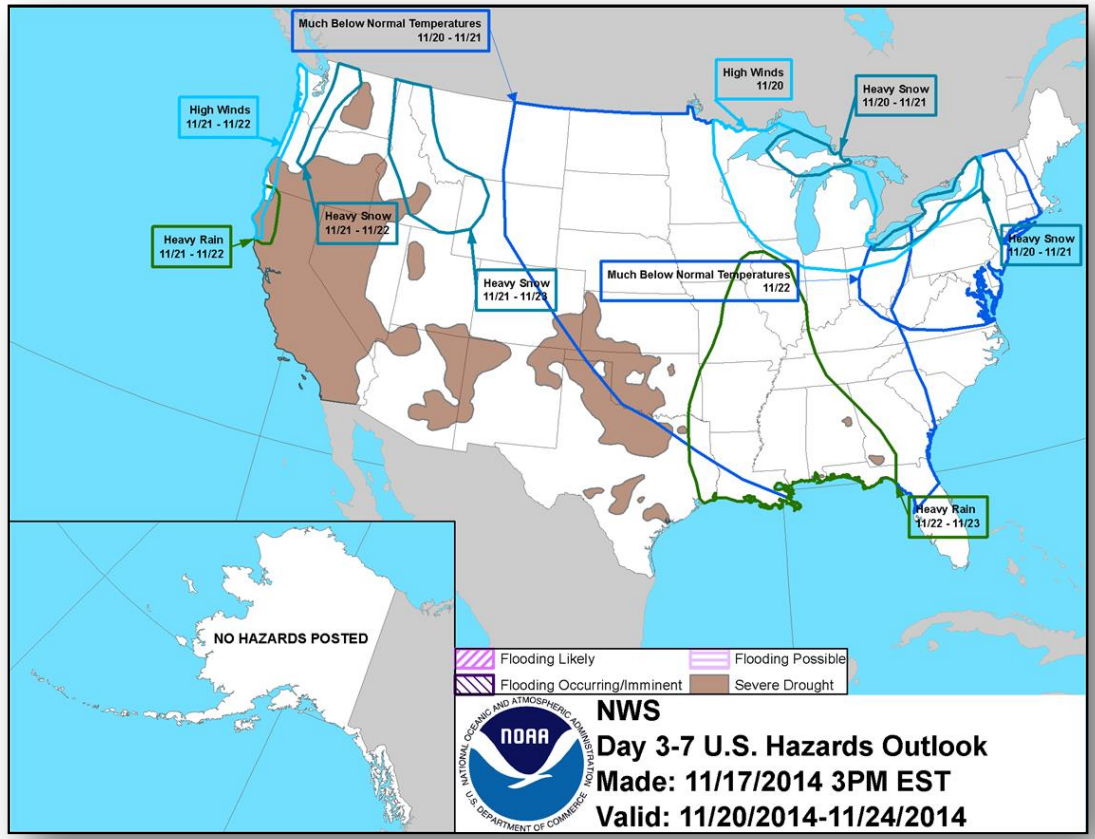 Much Below Normal Temperatures
11/20 - 11/21
High Winds
11/20
Heavy Snow
11/20 - 11/21
High Winds
11/21 - 11/22
Heavy Snow
11/21 - 11/22
Heavy Rain
11/21 - 11/22
Heavy Snow
11/20 - 11/21
Heavy Snow
11/21 - 11/23
Much Below Normal Temperatures
11/22
Heavy Rain
11/22 - 11/23
NO HAZARDS POSTED
Flooding Likely
Flooding Possible
Flooding Occurring/Imminent
Severe Drought
NATIONAL OCEANIC AND ATMOSPHERIC ADMINISTRATION
NOAA
U.S. DEPARTMENT OF COMMERCE
NWS
Day 3-7 U.S. Hazards Outlook
Made: 11/17/2014 3PM EST
Valid: 11/20/2014-11/24/2014